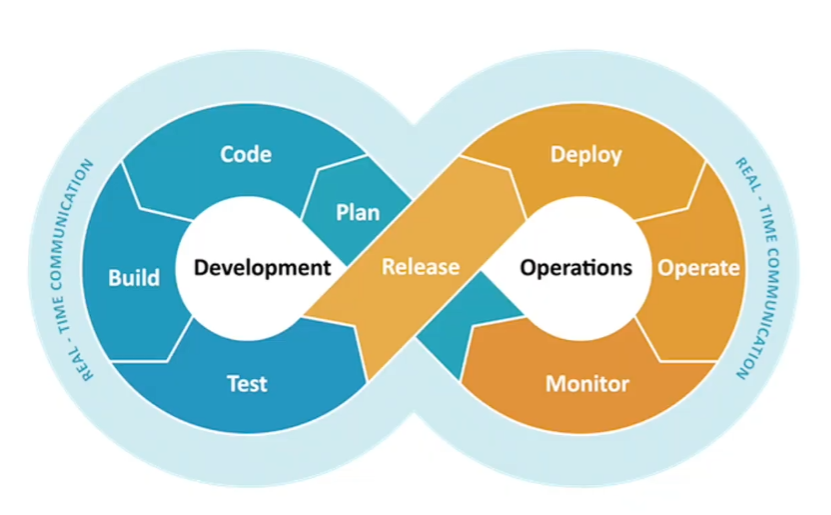 Code
Deploy
Plan
Build
Development
Release
Operations
Operate
Test
Monitor
REAL - TIME COMMUNICATION
REAL - TIME COMMUNICATION